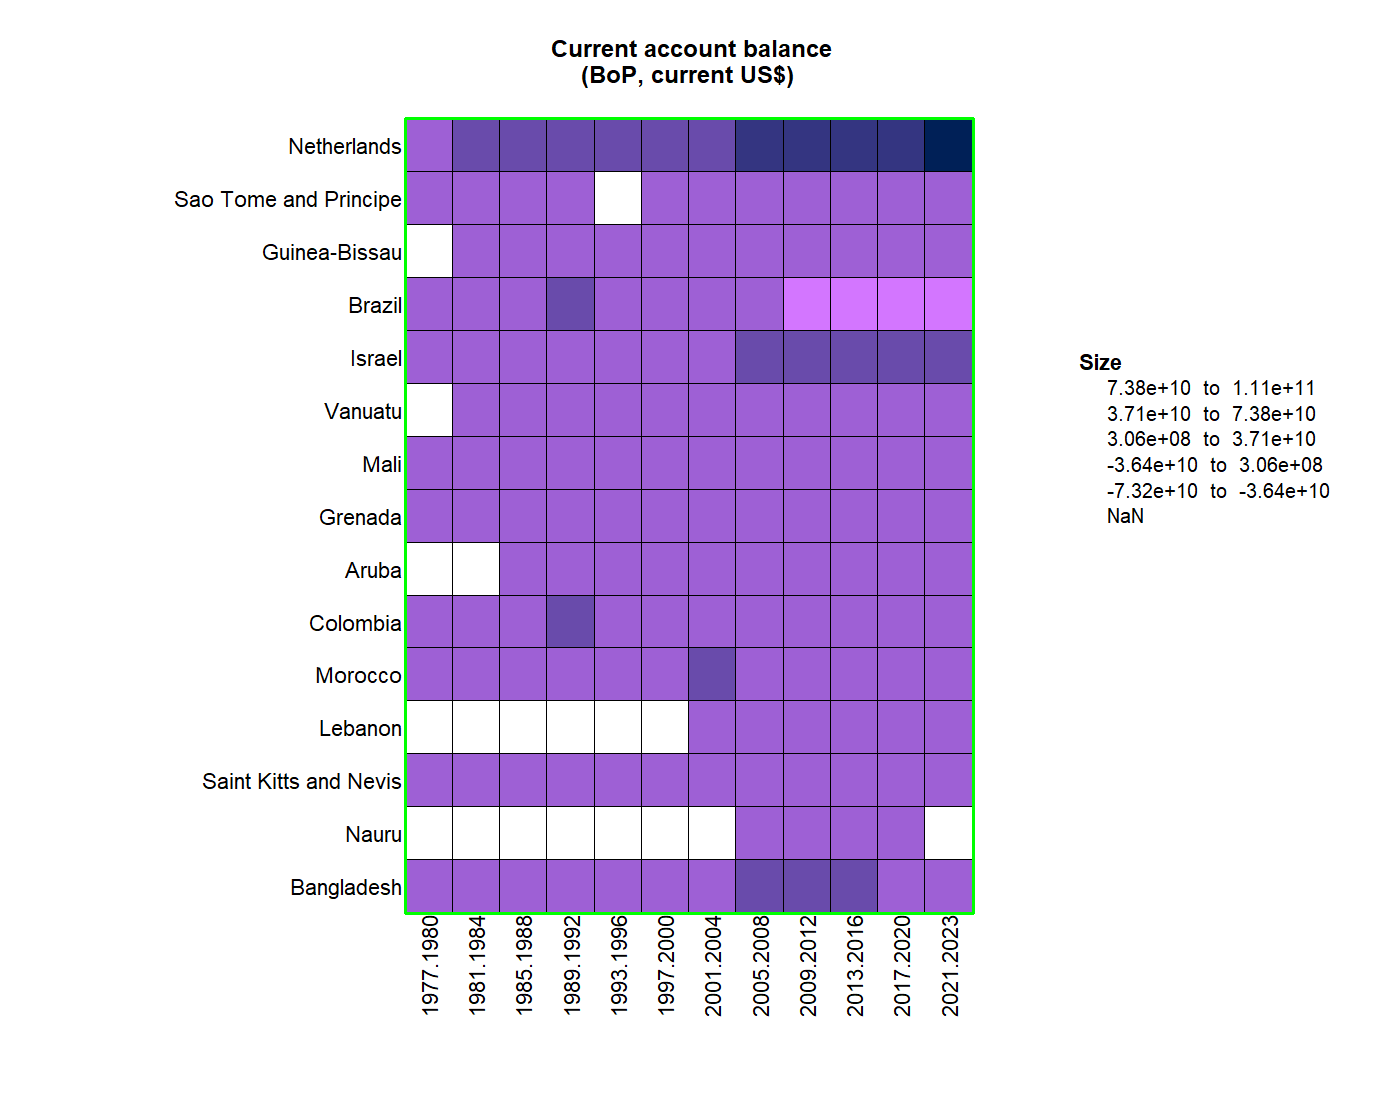 Current account balance
(BoP, current US$)
Netherlands
Sao Tome and Principe
Guinea-Bissau
Brazil
Israel
Vanuatu
Mali
Grenada
Aruba
Colombia
Morocco
Lebanon
Saint Kitts and Nevis
Nauru
Bangladesh
1977.1980
1981.1984
1985.1988
1989.1992
1993.1996
1997.2000
2001.2004
2005.2008
2009.2012
2013.2016
2017.2020
2021.2023
Size
7.38e+10 to 1.11e+11
3.71e+10 to 7.38e+10
3.06e+08 to 3.71e+10
-3.64e+10 to 3.06e+08
-7.32e+10 to -3.64e+10
NaN